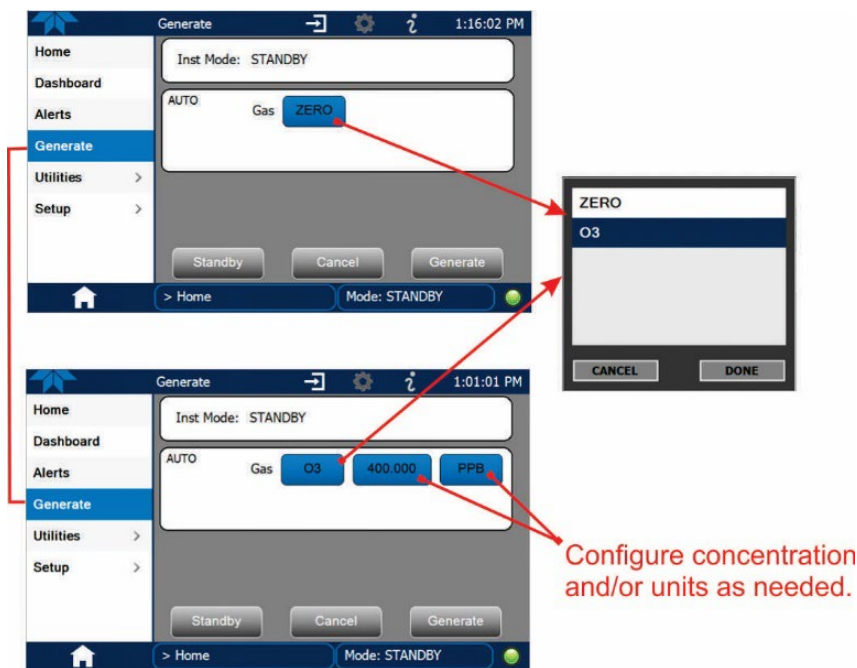 Generate
1:16:02 PM
Home
Dashboard
Alerts
Generate
Utilities >
Setup >
Inst Mode: STANDBY
AUTO
Gas ZERO
Standby Cancel Generate
> Home
Mode: STANDBY
ZERO
O3
CANCEL DONE
Generate
1:01:01 PM
Home
Dashboard
Alerts
Generate
Utilities >
Setup >
Inst Mode: STANDBY
AUTO
Gas O3 400.000 PPB
Standby Cancel Generate
> Home
Mode: STANDBY
Configure concentration
and/or units as needed.